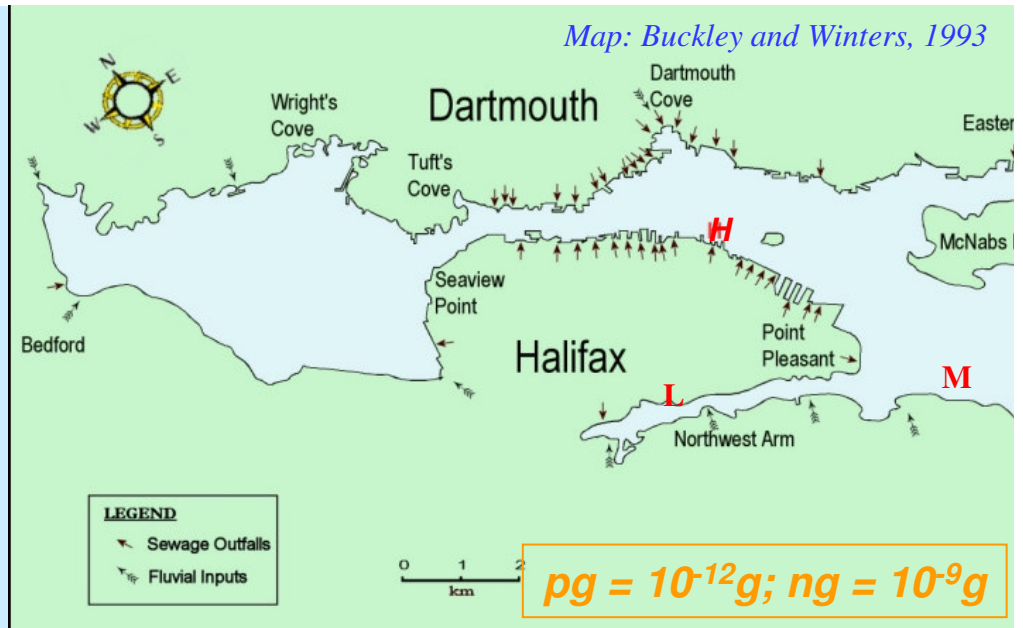 Map: Buckley and Winters, 1993
N
E
W
S
Wright's
Cove
Dartmouth
Dartmouth
Cove
Easter
Tuft's
Cove
H
McNabs
Seaview
Point
Bedford
Halifax
Point
Pleasant
L
M
Northwest Arm
LEGEND
Sewage Outfalls
Fluvial Inputs
0 1 2
km
pg = 10⁻¹²g; ng = 10⁻⁹g